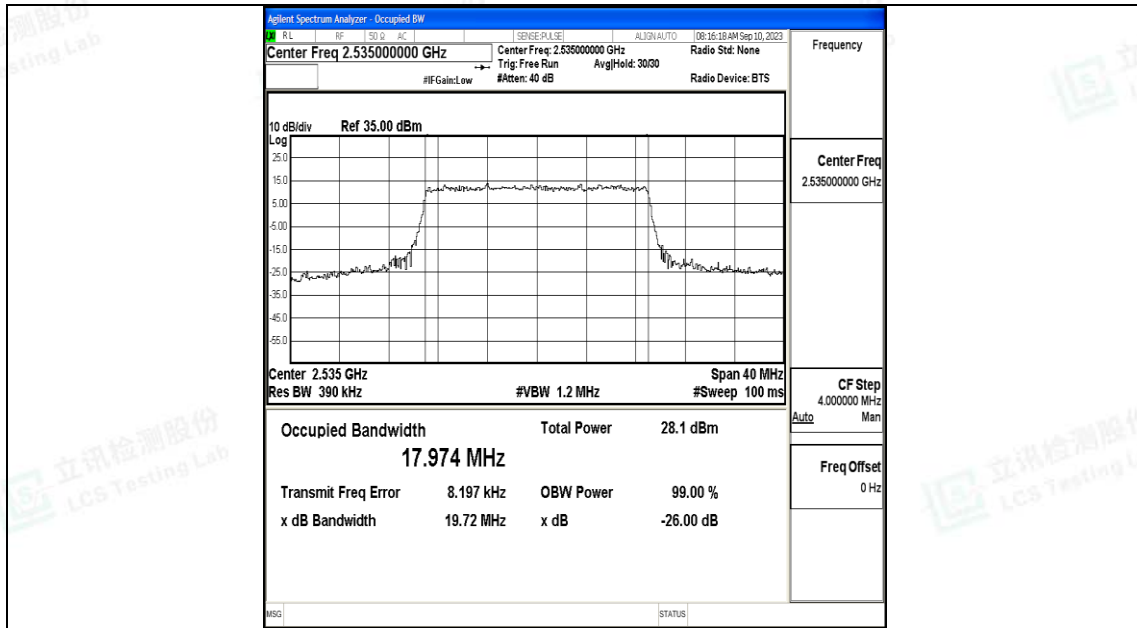 Agilent Spectrum Analyzer - Occupied BW
RL RF 50 Ω AC SENSE:PULSE ALIGN AUTO 08:16:18 AM Sep 10, 2023
Center Freq 2.535000000 GHz
Center Freq: 2.535000000 GHz
Radio Std: None
Trig: Free Run Avg|Hold: 30/30
#IFGain:Low
#Atten: 40 dB
Radio Device: BTS
10 dB/div Ref 35.00 dBm
Log
25.0
15.0
5.00
-5.00
-15.0
-25.0
-35.0
-45.0
-55.0
Center 2.535 GHz
Span 40 MHz
Res BW 390 kHz
#VBW 1.2 MHz
#Sweep 100 ms
Occupied Bandwidth
Total Power 28.1 dBm
17.974 MHz
Transmit Freq Error 8.197 kHz
OBW Power 99.00 %
x dB Bandwidth 19.72 MHz
x dB -26.00 dB
MSG
STATUS
Frequency
Center Freq
2.535000000 GHz
CF Step
4.000000 MHz
Auto Man
Freq Offset
0 Hz
立讯检测股份
LCS Testing Lab
立讯检测股份